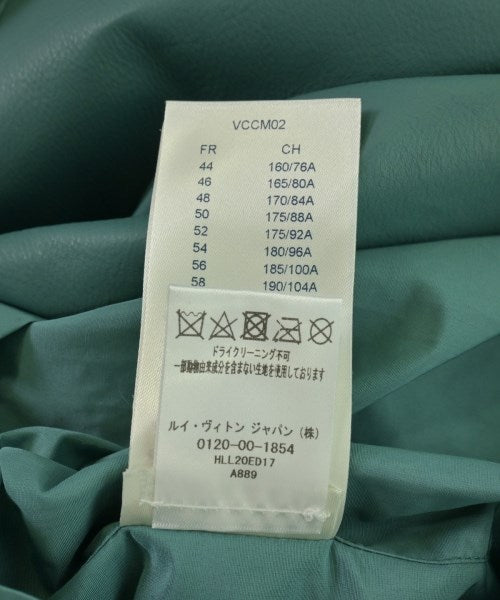 VCCM02
FR CH
44 160/76A
46 165/80A
48 170/84A
50 175/88A
52 175/92A
54 180/96A
56 185/100A
58 190/104A
ドライクリーニング不可
一部動物由来成分を含まない生地を使用しております
ルイ・ヴィトン ジャパン (株)
0120-00-1854
HLL20ED17
A889